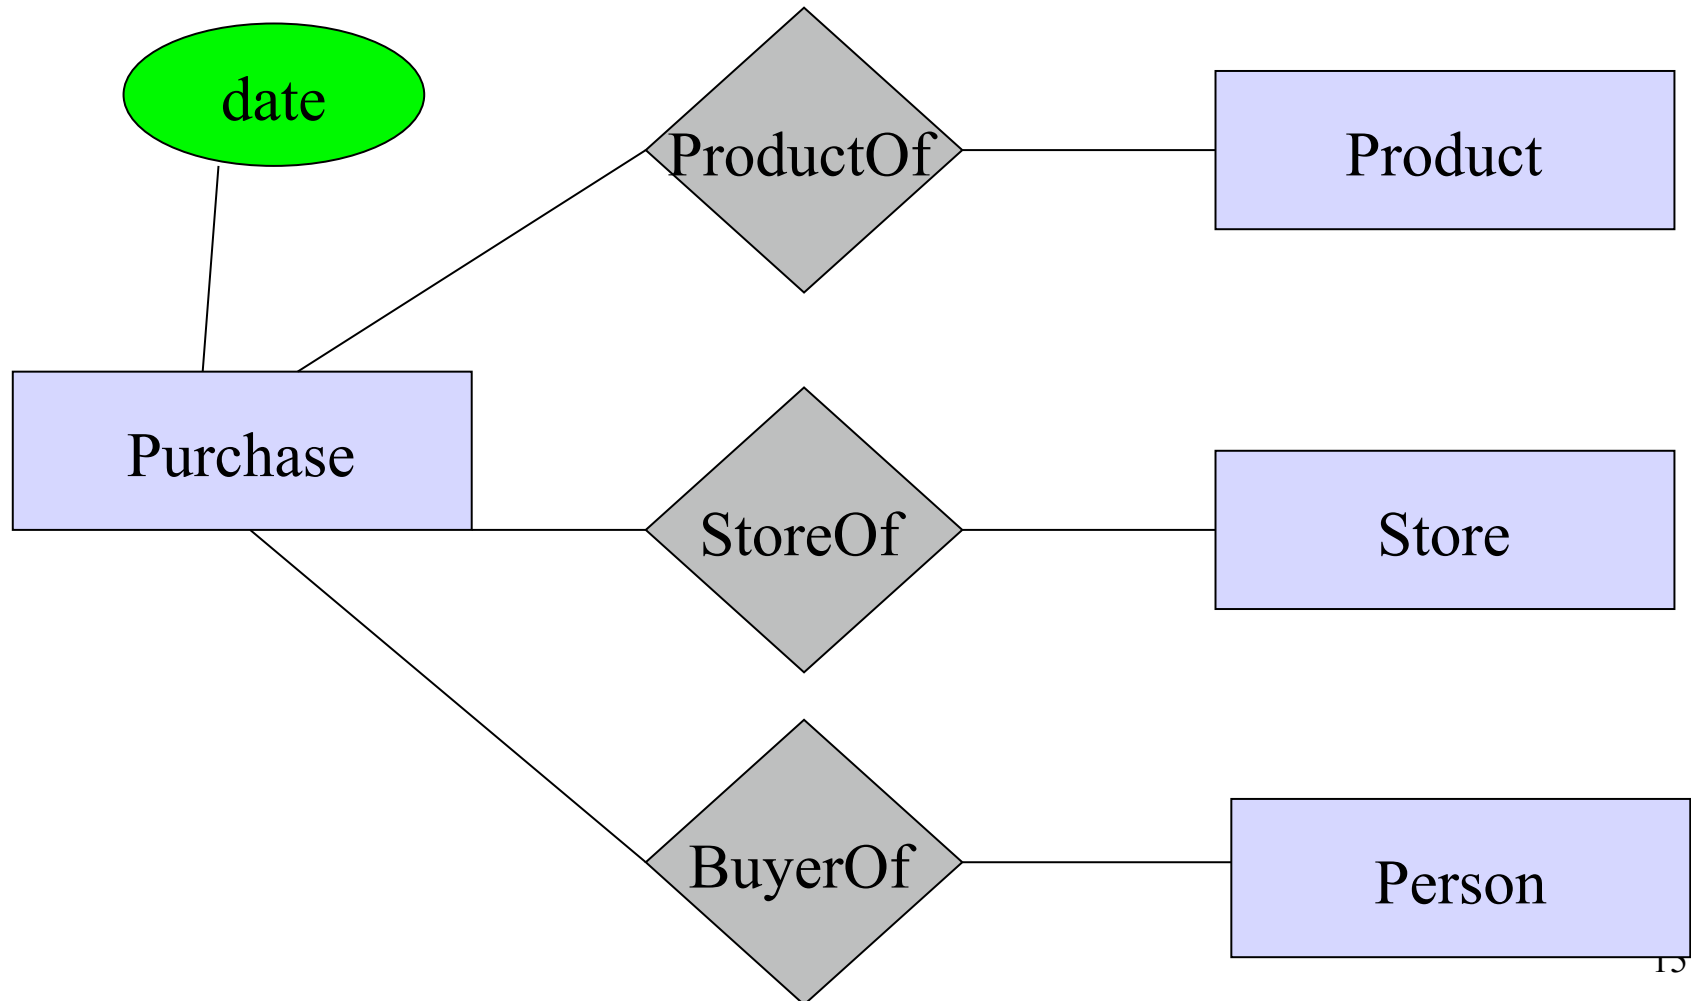 date
ProductOf
Product
Purchase
StoreOf
Store
BuyerOf
Person